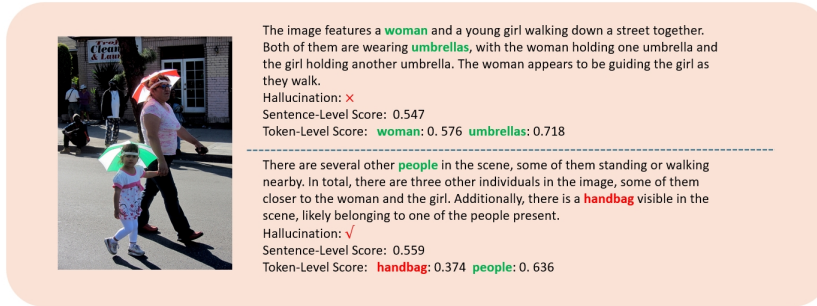 Clean
& Laun
The image features a woman and a young girl walking down a street together.
Both of them are wearing umbrellas, with the woman holding one umbrella and
the girl holding another umbrella. The woman appears to be guiding the girl as
they walk.
Hallucination: ×
Sentence-Level Score: 0.547
Token-Level Score: woman: 0. 576 umbrellas: 0.718
There are several other people in the scene, some of them standing or walking
nearby. In total, there are three other individuals in the image, some of them
closer to the woman and the girl. Additionally, there is a handbag visible in the
scene, likely belonging to one of the people present.
Hallucination: √
Sentence-Level Score: 0.559
Token-Level Score: handbag: 0.374 people: 0. 636